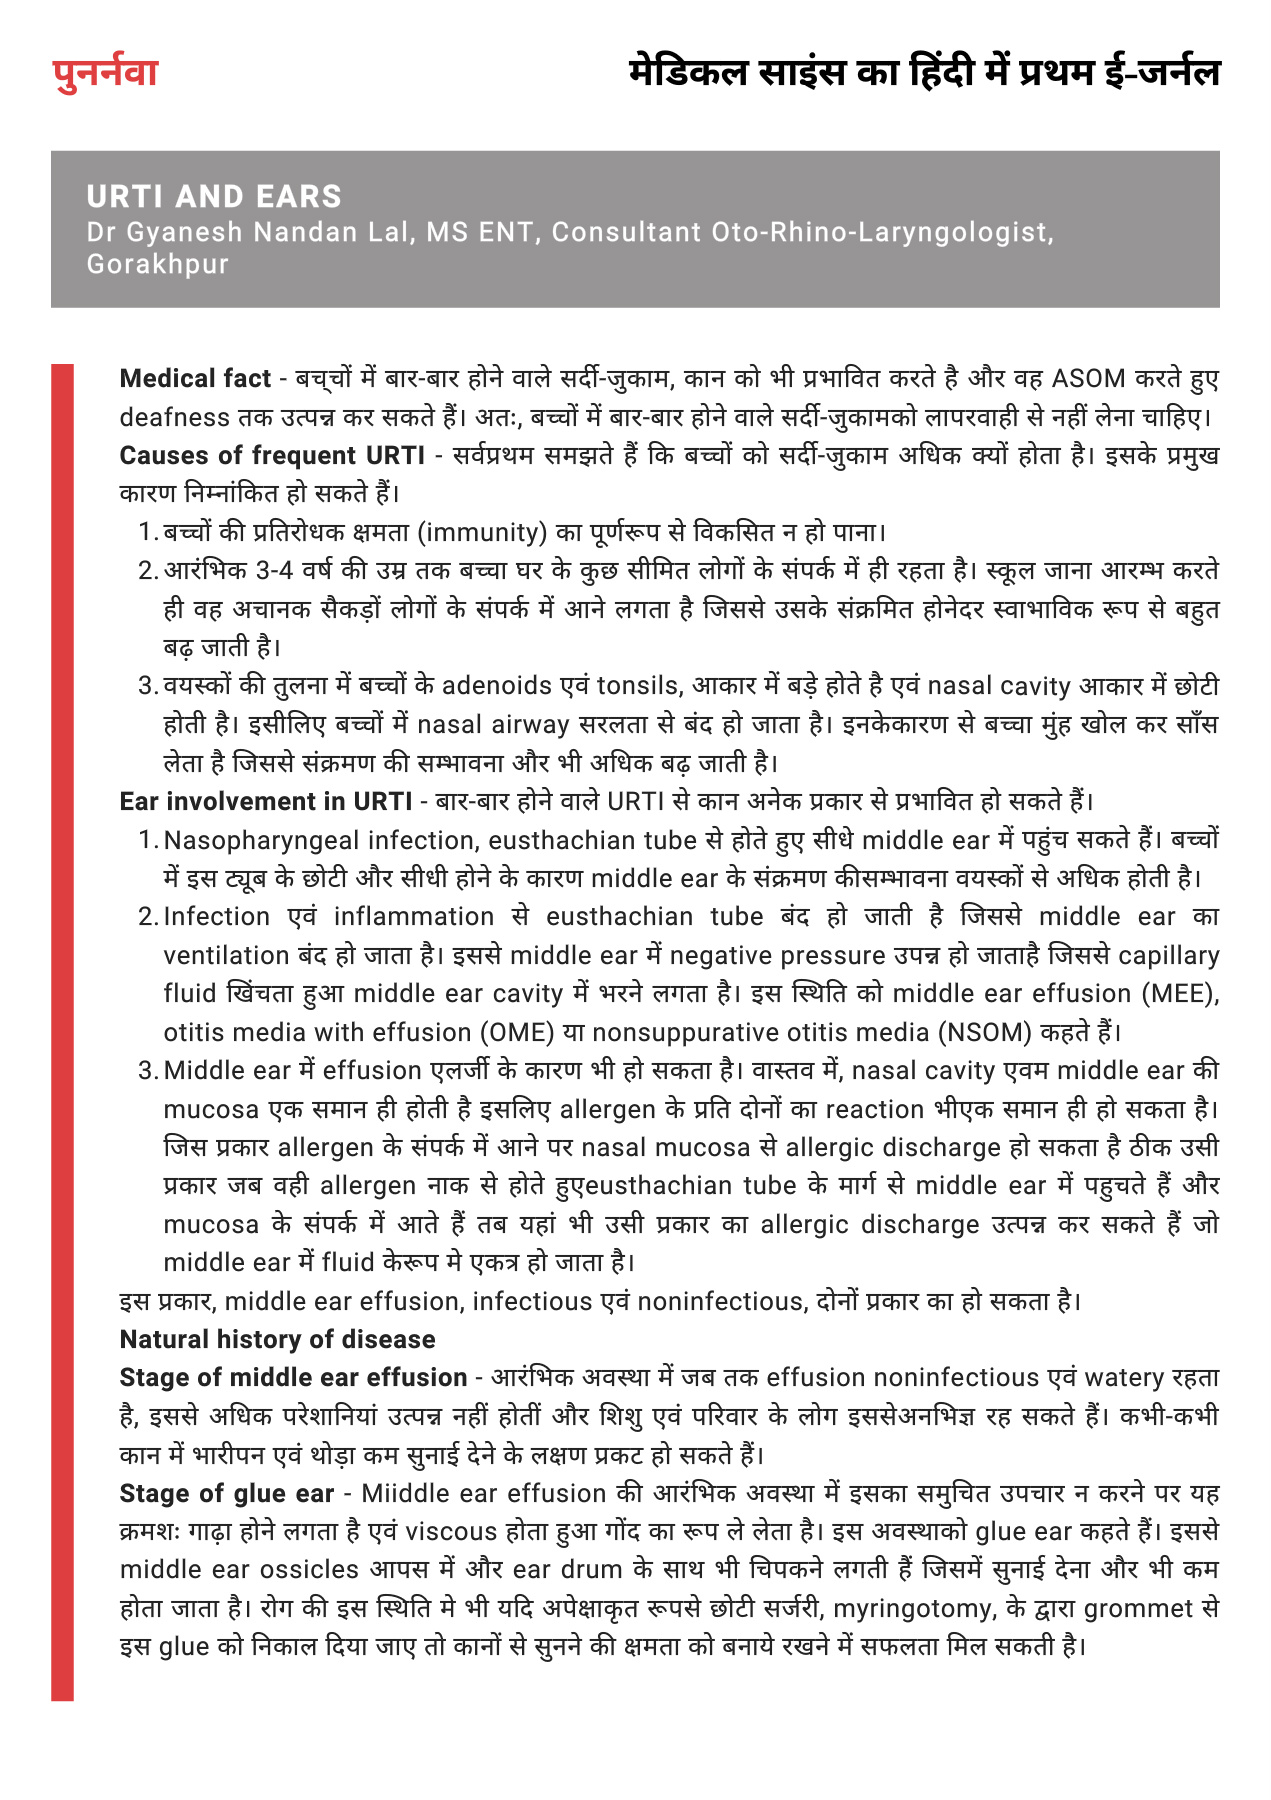 पुनर्नवा
मेडिकल साइंस का हिंदी में प्रथम ई-जर्नल
URTI AND EARS
Dr Gyanesh Nandan Lal, MS ENT, Consultant Oto-Rhino-Laryngologist,
Gorakhpur
Medical fact - बच्चों में बार-बार होने वाले सर्दी-जुकाम, कान को भी प्रभावित करते है और वह ASOM करते हुए
deafness तक उत्पन्न कर सकते हैं। अतः, बच्चों में बार-बार होने वाले सर्दी-जुकामको लापरवाही से नहीं लेना चाहिए।
Causes of frequent URTI - सर्वप्रथम समझते हैं कि बच्चों को सर्दी-जुकाम अधिक क्यों होता है। इसके प्रमुख
कारण निम्नांकित हो सकते हैं।
1. बच्चों की प्रतिरोधक क्षमता (immunity) का पूर्णरूप से विकसित न हो पाना।
2. आरंभिक 3-4 वर्ष की उम्र तक बच्चा घर के कुछ सीमित लोगों के संपर्क में ही रहता है। स्कूल जाना आरम्भ करते
ही वह अचानक सैकड़ों लोगों के संपर्क में आने लगता है जिससे उसके संक्रमित होनेदर स्वाभाविक रूप से बहुत
बढ़ जाती है।
3. वयस्कों की तुलना में बच्चों के adenoids एवं tonsils, आकार में बड़े होते है एवं nasal cavity आकार में छोटी
होती है। इसीलिए बच्चों में nasal airway सरलता से बंद हो जाता है। इनकेकारण से बच्चा मुंह खोल कर साँस
लेता है जिससे संक्रमण की सम्भावना और भी अधिक बढ़ जाती है।
Ear involvement in URTI - बार-बार होने वाले URTI से कान अनेक प्रकार से प्रभावित हो सकते हैं।
1. Nasopharyngeal infection, eusthachian tube से होते हुए सीधे middle ear में पहुंच सकते हैं। बच्चों
में इस ट्यूब के छोटी और सीधी होने के कारण middle ear के संक्रमण कीसम्भावना वयस्कों से अधिक होती है।
2. Infection एवं inflammation से eusthachian tube बंद हो जाती है जिससे middle ear का
ventilation बंद हो जाता है। इससे middle ear में negative pressure उपन्न हो जाताहै जिससे capillary
fluid खिंचता हुआ middle ear cavity में भरने लगता है। इस स्थिति को middle ear effusion (MEE),
otitis media with effusion (OME) या nonsuppurative otitis media (NSOM) कहते हैं।
3. Middle ear में effusion एलर्जी के कारण भी हो सकता है। वास्तव में, nasal cavity एवम middle ear की
mucosa एक समान ही होती है इसलिए allergen के प्रति दोनों का reaction भीएक समान ही हो सकता है।
जिस प्रकार allergen के संपर्क में आने पर nasal mucosa से allergic discharge हो सकता है ठीक उसी
प्रकार जब वही allergen नाक से होते हुएeusthachian tube के मार्ग से middle ear में पहुचते हैं और
mucosa के संपर्क में आते हैं तब यहां भी उसी प्रकार का allergic discharge उत्पन्न कर सकते हैं जो
middle ear में fluid केरूप मे एकत्र हो जाता है।
इस प्रकार, middle ear effusion, infectious एवं noninfectious, दोनों प्रकार का हो सकता है।
Natural history of disease
Stage of middle ear effusion - आरंभिक अवस्था में जब तक effusion noninfectious एवं watery रहता
है, इससे अधिक परेशानियां उत्पन्न नहीं होतीं और शिशु एवं परिवार के लोग इससेअनभिज्ञ रह सकते हैं। कभी-कभी
कान में भारीपन एवं थोड़ा कम सुनाई देने के लक्षण प्रकट हो सकते हैं।
Stage of glue ear - Miiddle ear effusion की आरंभिक अवस्था में इसका समुचित उपचार न करने पर यह
क्रमशः गाढ़ा होने लगता है एवं viscous होता हुआ गोंद का रूप ले लेता है। इस अवस्थाको glue ear कहते हैं। इससे
middle ear ossicles आपस में और ear drum के साथ भी चिपकने लगती हैं जिसमें सुनाई देना और भी कम
होता जाता है। रोग की इस स्थिति मे भी यदि अपेक्षाकृत रूपसे छोटी सर्जरी, myringotomy, के द्वारा grommet से
इस glue को निकाल दिया जाए तो कानों से सुनने की क्षमता को बनाये रखने में सफलता मिल सकती है।